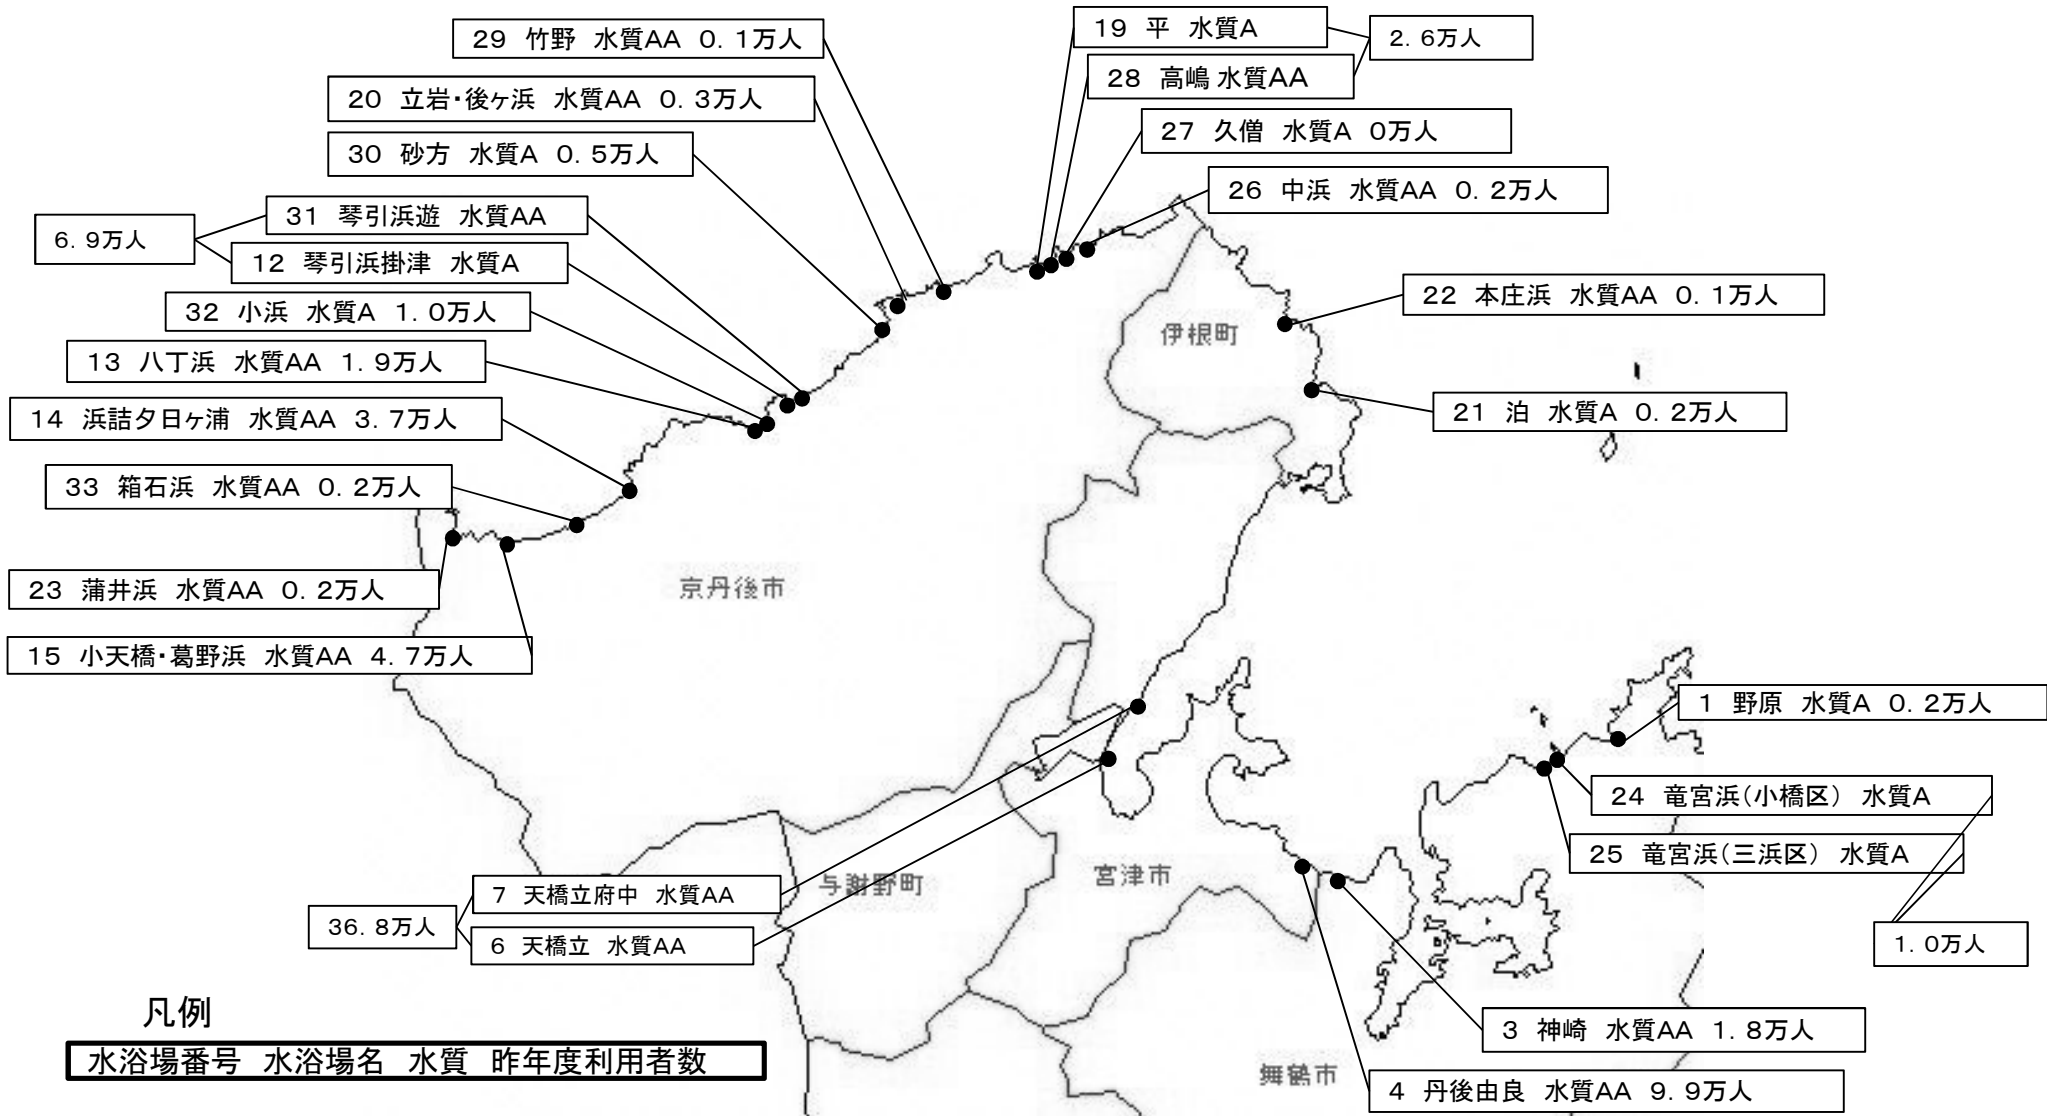 29 竹野 水質AA 0.1万人
19 平 水質A
2.6万人
20 立岩・後ヶ浜 水質AA 0.3万人
28 高嶋 水質AA
30 砂方 水質A 0.5万人
27 久僧 水質A 0万人
26 中浜 水質AA 0.2万人
31 琴引浜遊 水質AA
6.9万人
12 琴引浜掛津 水質A
32 小浜 水質A 1.0万人
22 本庄浜 水質AA 0.1万人
伊根町
13 八丁浜 水質AA 1.9万人
14 浜詰夕日ヶ浦 水質AA 3.7万人
21 泊 水質A 0.2万人
33 箱石浜 水質AA 0.2万人
京丹後市
23 蒲井浜 水質AA 0.2万人
15 小天橋・葛野浜 水質AA 4.7万人
1 野原 水質A 0.2万人
24 竜宮浜(小橋区) 水質A
25 竜宮浜(三浜区) 水質A
1.0万人
宮津市
与謝野町
7 天橋立府中 水質AA
36.8万人
6 天橋立 水質AA
3 神崎 水質AA 1.8万人
舞鶴市
4 丹後由良 水質AA 9.9万人
凡例
水浴場番号 水浴場名 水質 昨年度利用者数